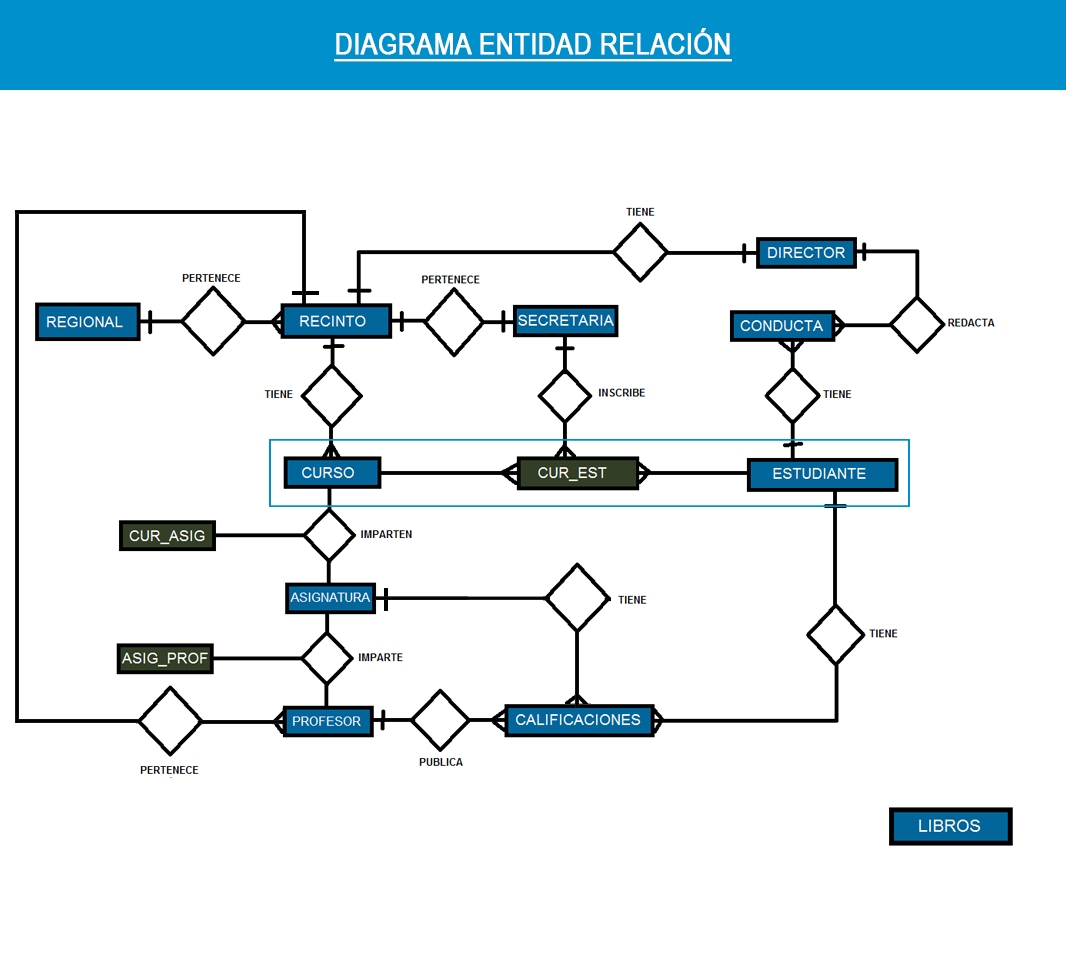 DIAGRAMA ENTIDAD RELACIÓN
TIENE
DIRECTOR
PERTENECE
PERTENECE
REGIONAL
RECINTO
SECRETARIA
CONDUCTA
REDACTA
TIENE
INSCRIBE
TIENE
CURSO
CUR_EST
ESTUDIANTE
CUR_ASIG
IMPARTEN
ASIGNATURA
TIENE
TIENE
ASIG_PROF
IMPARTE
PROFESOR
CALIFICACIONES
PERTENECE
PUBLICA
LIBROS